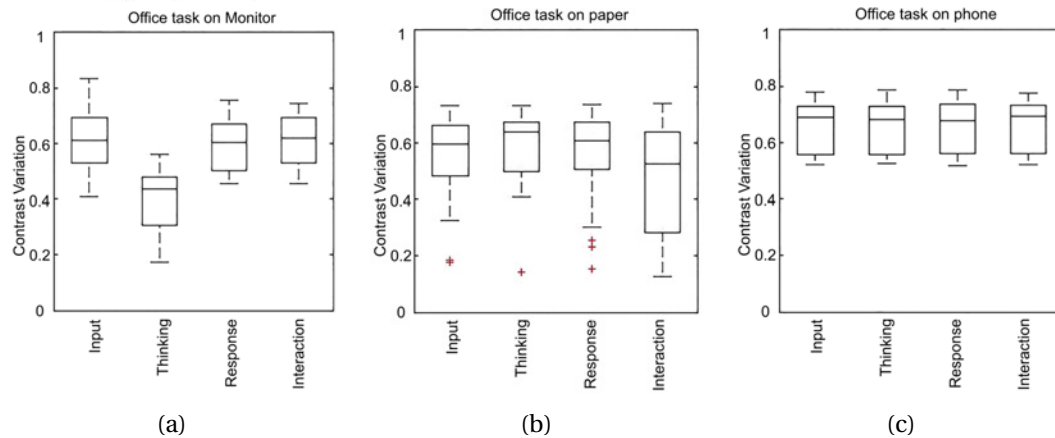 Office task on Monitor
1
0.8
0.6
0.4
0.2
0
Contrast Variation
Input
Thinking
Response
Interaction
(a)
Office task on paper
1
0.8
0.6
0.4
0.2
0
Contrast Variation
Input
Thinking
Response
Interaction
(b)
Office task on phone
1
0.8
0.6
0.4
0.2
0
Contrast Variation
Input
Thinking
Response
Interaction
(c)